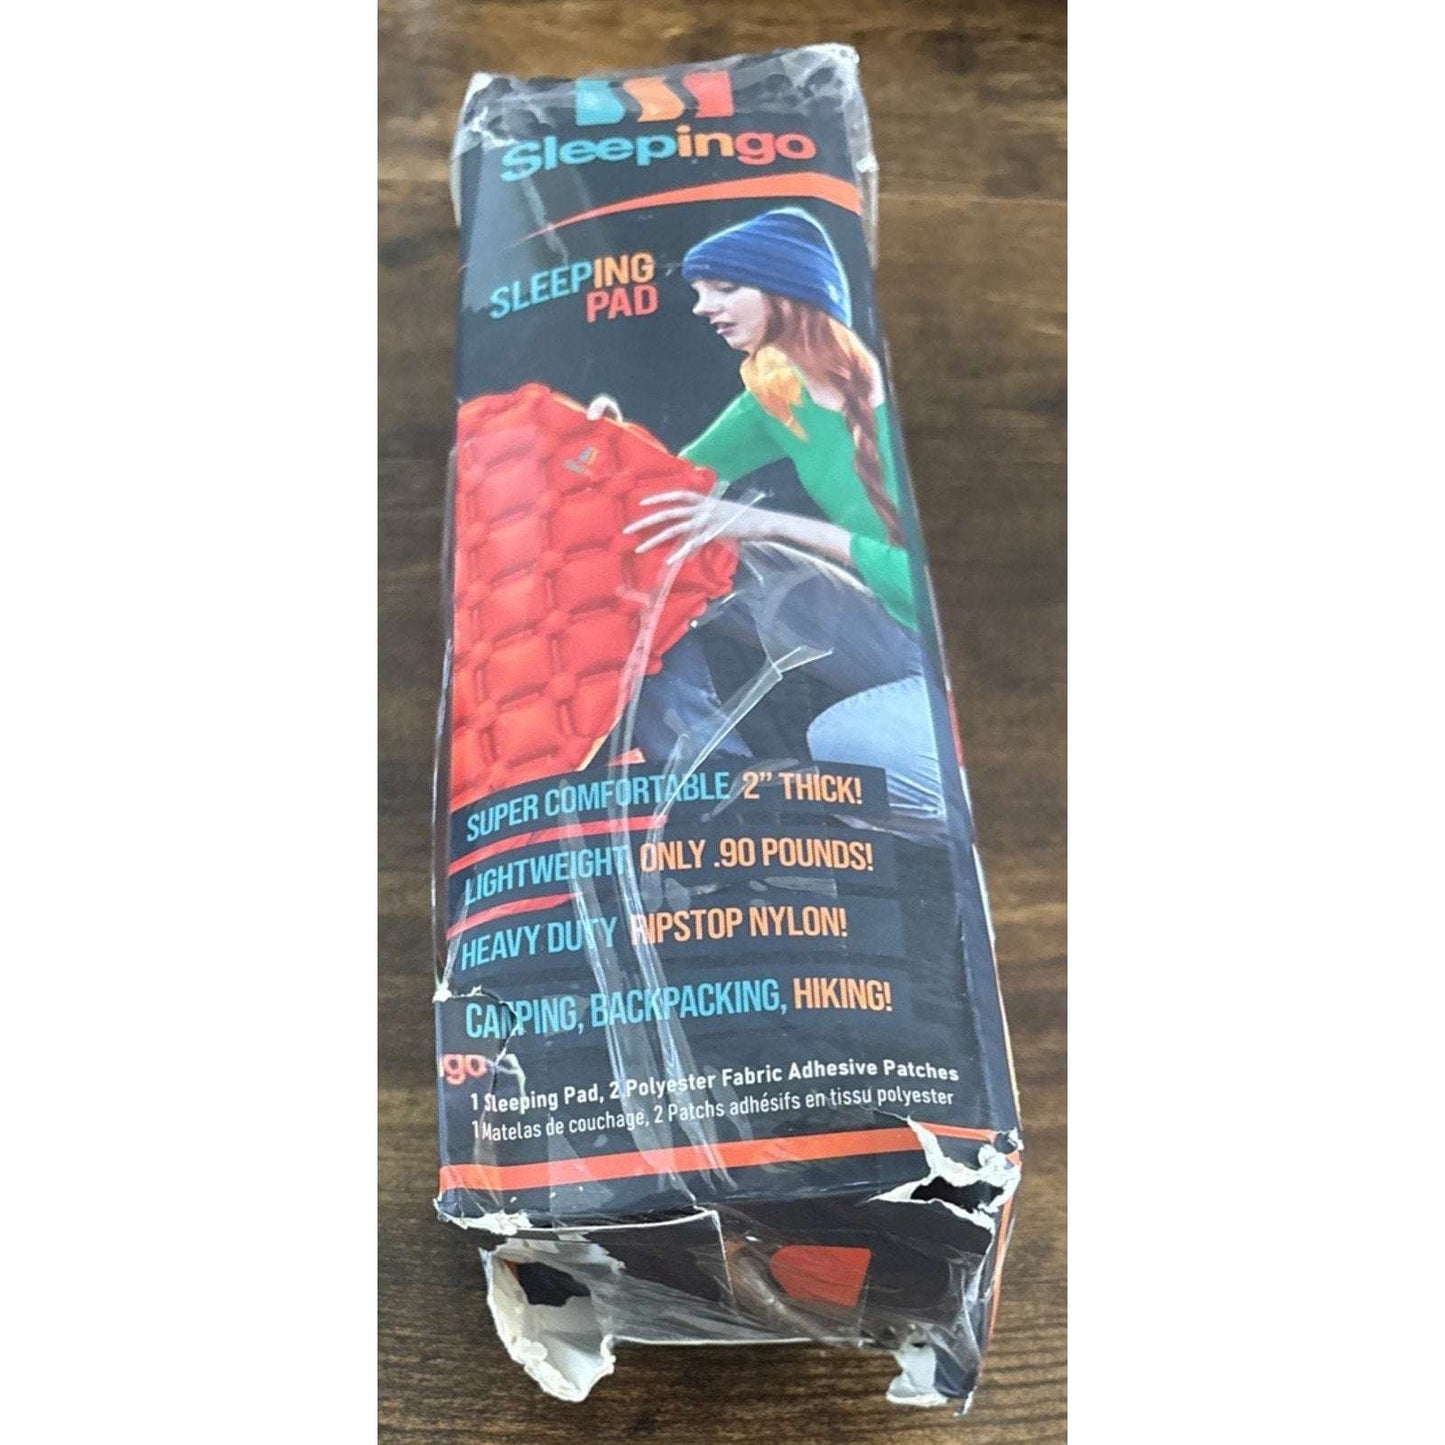 Sleepingo
SLEEPING
PAD
SUPER COMFORTABLE 2” THICK!
LIGHTWEIGHT, ONLY .90 POUNDS!
HEAVY DUTY RIPSTOP NYLON!
CAMPING, BACKPACKING, HIKING!
go
1 Sleeping Pad, 2 Polyester Fabric Adhesive Patches
1 Matelas de couchage, 2 Patchs adhésifs en tissu polyester